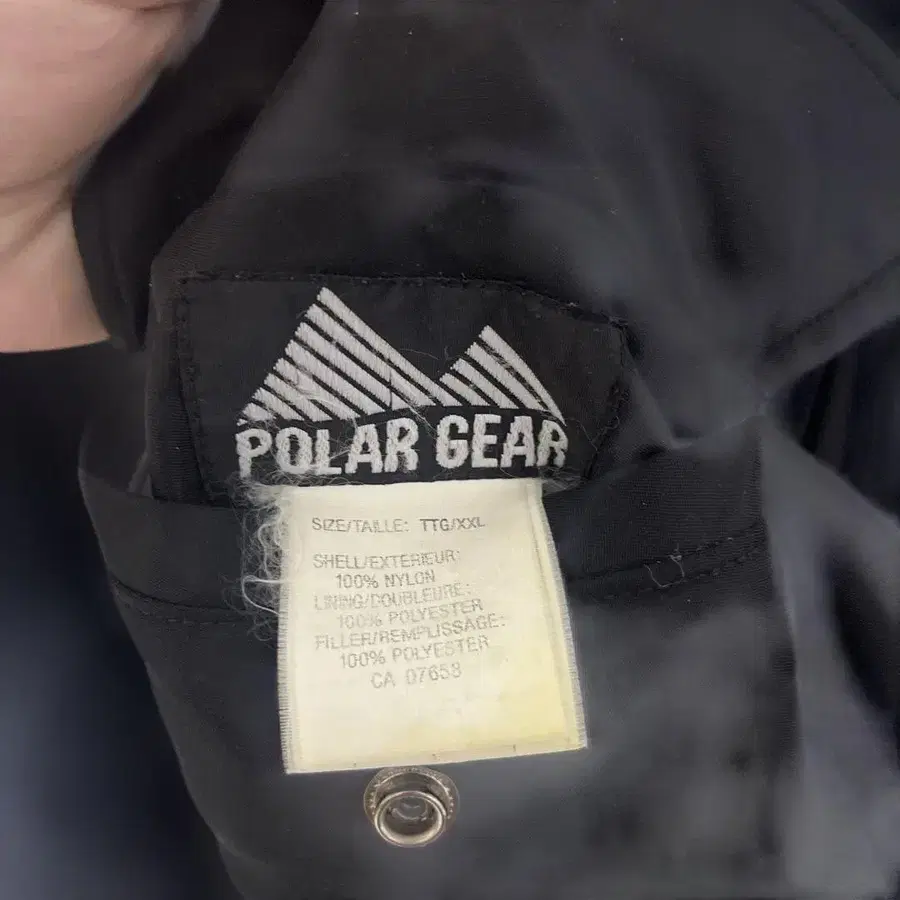 POLAR GEAR
SIZE/TAILLE: TTG/XXL
SHELL/EXTERIEUR:
100% NYLON
LINING/DOUBLEURE:
100% POLYESTER
FILLER/REMPLISSAGE:
100% POLYESTER
CA 07653